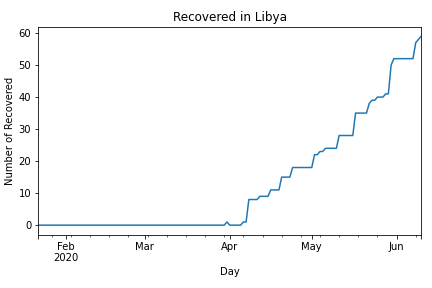 Recovered in Libya
60
50
40
30
20
10
0
Number of Recovered
Feb
2020
Mar
Apr
May
Jun
Day